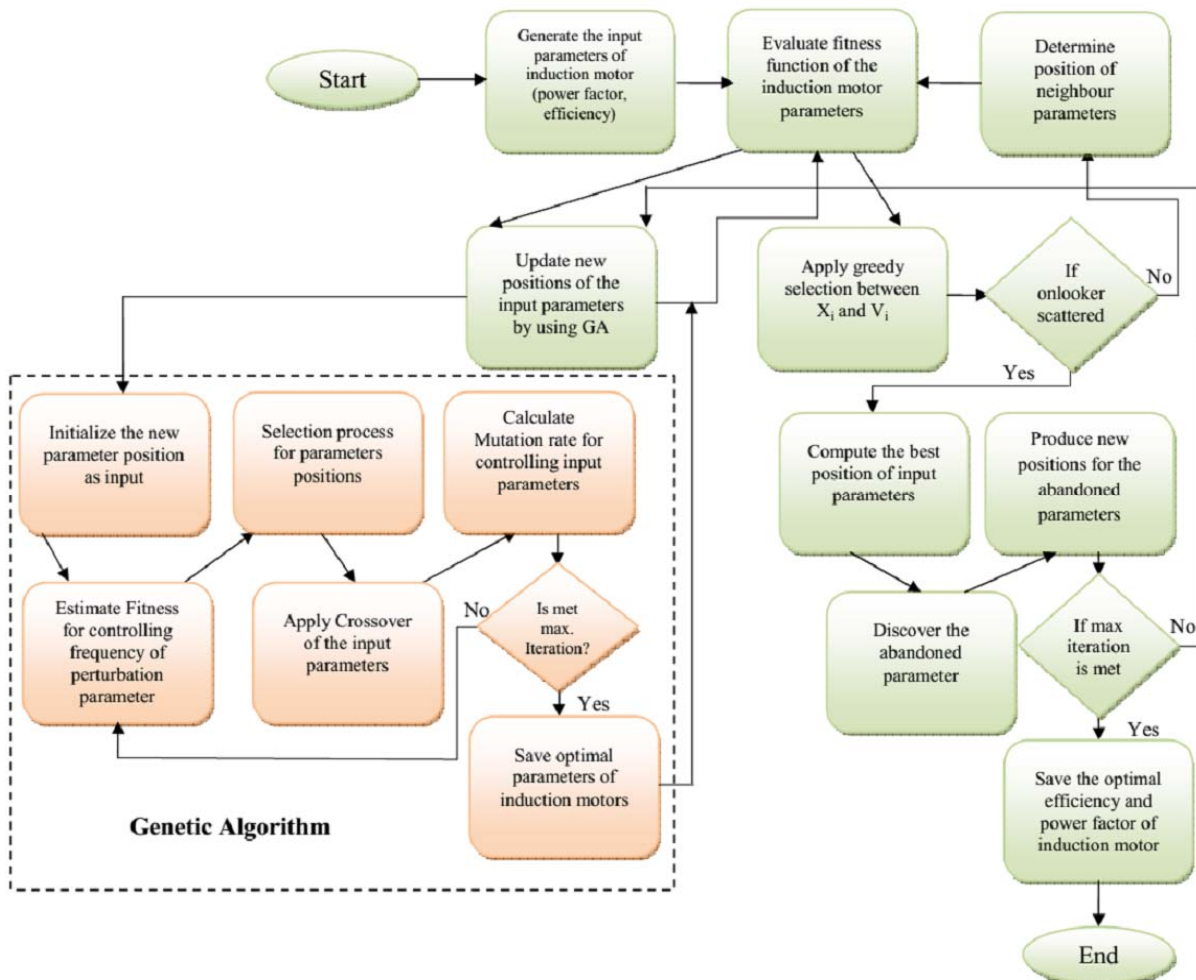 Start
Generate the input
parameters of
induction motor
(power factor,
efficiency)
Evaluate fitness
function of the
induction motor
parameters
Determine
position of
neighbour
parameters
Update new
positions of the
input parameters
by using GA
Apply greedy
selection between
Xi and Vi
If
onlooker
scattered
No
Yes
Initialize the new
parameter position
as input
Selection process
for parameters
positions
Calculate
Mutation rate for
controlling input
parameters
Compute the best
position of input
parameters
Produce new
positions for the
abandoned
parameters
Estimate Fitness
for controlling
frequency of
perturbation
parameter
Apply Crossover
of the input
parameters
No
Is met
max.
Iteration?
Yes
Discover the
abandoned
parameter
If max
iteration
is met
No
Yes
Save optimal
parameters of
induction motors
Genetic Algorithm
Save the optimal
efficiency and
power factor of
induction motor
End